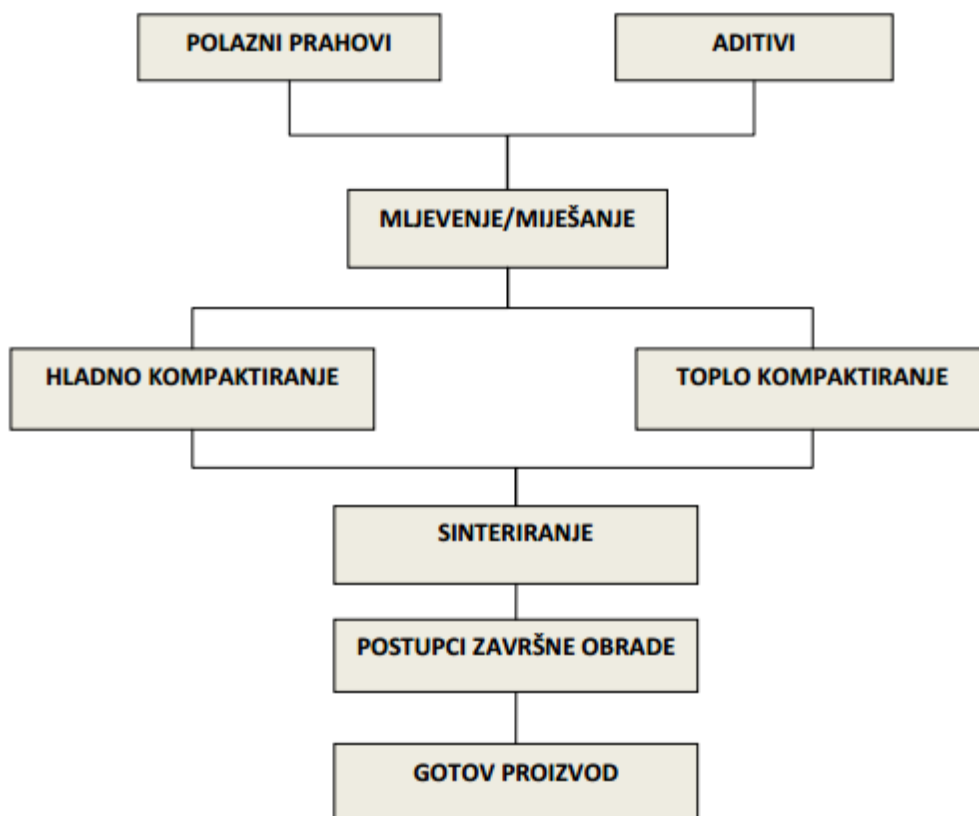 POLAZNI PRAHOVI
ADITIVI
MLJEVENJE/MIJEŠANJE
HLADNO KOMPAKTIRANJE
TOPLO KOMPAKTIRANJE
SINTERIRANJE
POSTUPCI ZAVRŠNE OBRADE
GOTOV PROIZVOD